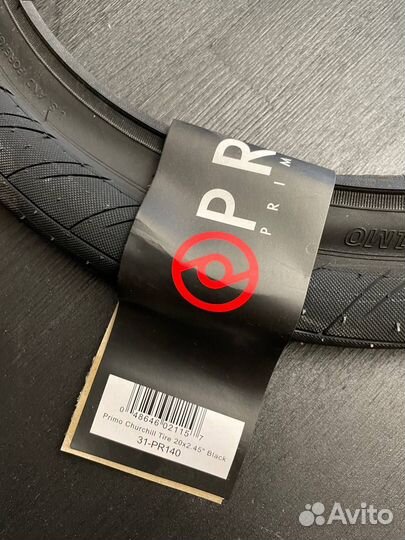 PR
PRIM
0 48646 02115 7
Primo Churchill Tire 20x2.45" Black
31-PR140
Avito